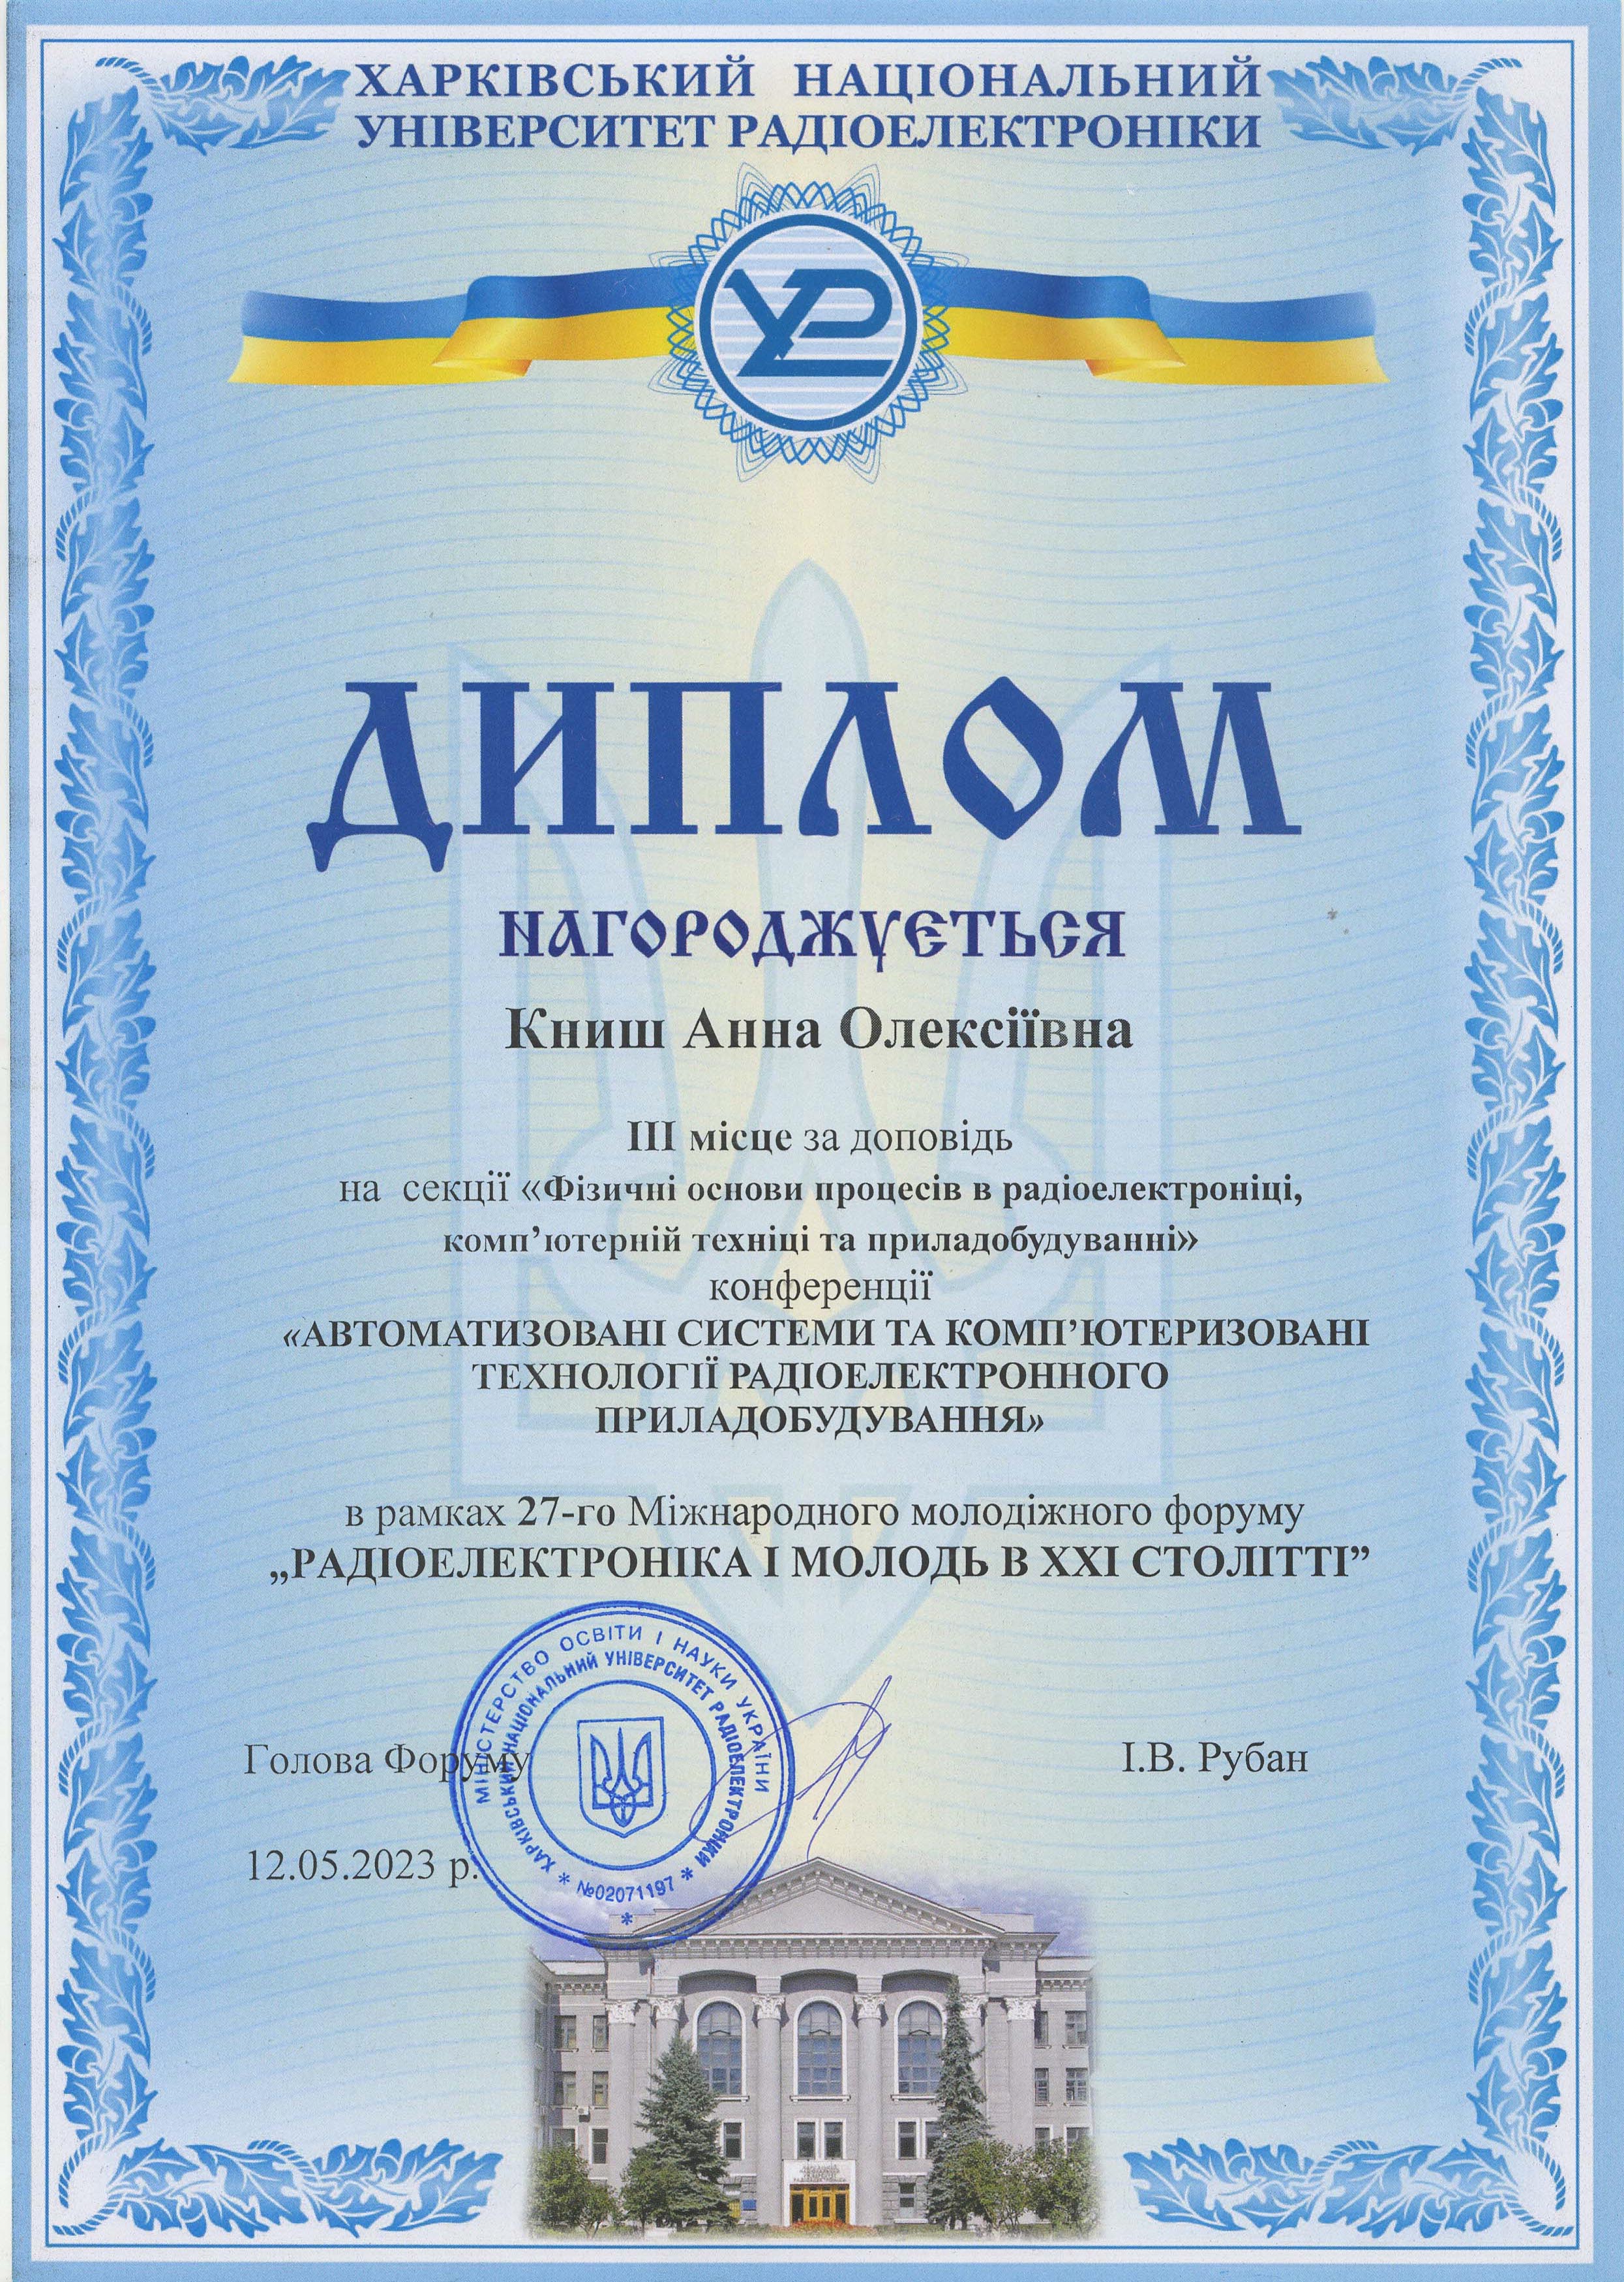 ХАРКІВСЬКИЙ НАЦІОНАЛЬНИЙ
УНІВЕРСИТЕТ РАДІОЕЛЕКТРОНІКИ
ДИПЛОМ
НАГОРОДЖУЄТЬСЯ
Книш Анна Олексіївна
ІІІ місце за доповідь
на секції «Фізичні основи процесів в радіоелектроніці,
комп’ютерній техніці та приладобудуванні»
конференції
«АВТОМАТИЗОВАНІ СИСТЕМИ ТА КОМП’ЮТЕРИЗОВАНІ
ТЕХНОЛОГІЇ РАДІОЕЛЕКТРОННОГО
ПРИЛАДОБУДУВАННЯ»
в рамках 27-го Міжнародного молодіжного форуму
„РАДІОЕЛЕКТРОНІКА І МОЛОДЬ В ХХІ СТОЛІТТІ”
МІНІСТЕРСТВО ОСВІТИ І НАУКИ УКРАЇНИ
ХАРКІВСЬКИЙ НАЦІОНАЛЬНИЙ УНІВЕРСИТЕТ РАДІОЕЛЕКТРОНІКИ
* №02071197 *
Голова Форуму
І.В. Рубан
12.05.2023 р.